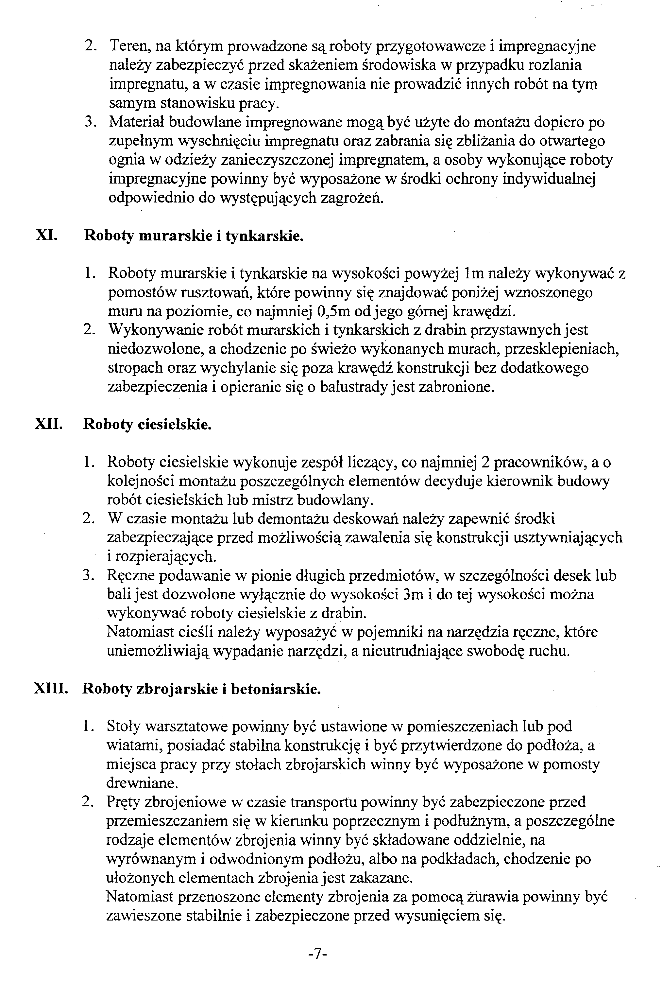 2. Teren, na którym prowadzone są roboty przygotowawcze i impregnacyjne
należy zabezpieczyć przed skażeniem środowiska w przypadku rozlania
impregnatu, a w czasie impregnowania nie prowadzić innych robót na tym
samym stanowisku pracy.
3. Materiał budowlane impregnowane mogą być użyte do montażu dopiero po
zupełnym wyschnięciu impregnatu oraz zabrania się zbliżania do otwartego
ognia w odzieży zanieczyszczonej impregnatem, a osoby wykonujące roboty
impregnacyjne powinny być wyposażone w środki ochrony indywidualnej
odpowiednio do występujących zagrożeń.
XI. Roboty murarskie i tynkarskie.
1. Roboty murarskie i tynkarskie na wysokości powyżej 1m należy wykonywać z
pomostów rusztowań, które powinny się znajdować poniżej wznoszonego
muru na poziomie, co najmniej 0,5m od jego górnej krawędzi.
2. Wykonywanie robót murarskich i tynkarskich z drabin przystawnych jest
niedozwolone, a chodzenie po świeżo wykonanych murach, przesklepieniach,
stropach oraz wychylanie się poza krawędź konstrukcji bez dodatkowego
zabezpieczenia i opieranie się o balustrady jest zabronione.
XII. Roboty ciesielskie.
1. Roboty ciesielskie wykonuje zespół liczący, co najmniej 2 pracowników, a o
kolejności montażu poszczególnych elementów decyduje kierownik budowy
robót ciesielskich lub mistrz budowlany.
2. W czasie montażu lub demontażu deskowań należy zapewnić środki
zabezpieczające przed możliwością zawalenia się konstrukcji usztywniających
i rozpierających.
3. Ręczne podawanie w pionie długich przedmiotów, w szczególności desek lub
bali jest dozwolone wyłącznie do wysokości 3m i do tej wysokości można
wykonywać roboty ciesielskie z drabin.
Natomiast cieśli należy wyposażyć w pojemniki na narzędzia ręczne, które
uniemożliwiają wypadanie narzędzi, a nieutrudniające swobodę ruchu.
XIII. Roboty zbrojarskie i betoniarskie.
1. Stoły warsztatowe powinny być ustawione w pomieszczeniach lub pod
wiatami, posiadać stabilna konstrukcję i być przytwierdzone do podłoża, a
miejsca pracy przy stołach zbrojarskich winny być wyposażone w pomosty
drewniane.
2. Pręty zbrojeniowe w czasie transportu powinny być zabezpieczone przed
przemieszczaniem się w kierunku poprzecznym i podłużnym, a poszczególne
rodzaje elementów zbrojenia winny być składowane oddzielnie, na
wyrównanym i odwodnionym podłożu, albo na podkładach, chodzenie po
ułożonych elementach zbrojenia jest zakazane.
Natomiast przenoszone elementy zbrojenia za pomocą żurawia powinny być
zawieszone stabilnie i zabezpieczone przed wysunięciem się.
-7-